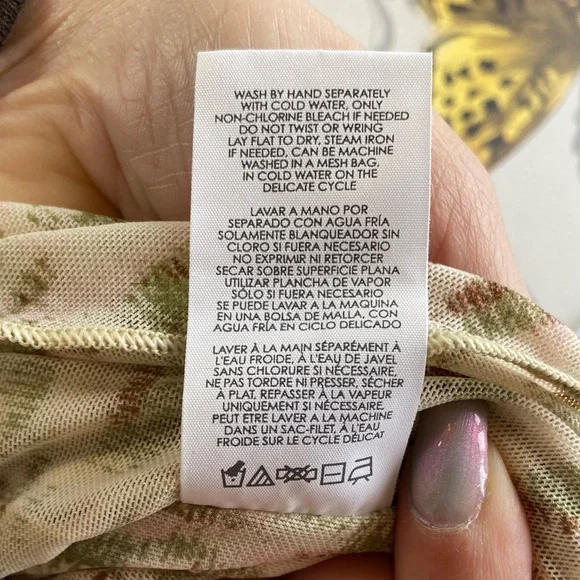 WASH BY HAND SEPARATELY
WITH COLD WATER, ONLY
NON-CHLORINE BLEACH IF NEEDED
DO NOT TWIST OR WRING
LAY FLAT TO DRY, STEAM IRON
IF NEEDED, CAN BE MACHINE
WASHED IN A MESH BAG,
IN COLD WATER ON THE
DELICATE CYCLE
LAVAR A MANO POR
SEPARADO CON AGUA FRÍA
SOLAMENTE BLANQUEADOR SIN
CLORO SI FUERA NECESARIO
NO EXPRIMIR NI RETORCER
SECAR SOBRE SUPERFICIE PLANA
UTILIZAR PLANCHA DE VAPOR
SÓLO SI FUERA NECESARIO
SE PUEDE LAVAR A LA MAQUINA
EN UNA BOLSA DE MALLA, CON
AGUA FRÍA EN CICLO DELICADO
LAVER À LA MAIN SÉPARÉMENT À
L'EAU FROIDE, À L'EAU DE JAVEL
SANS CHLORURE SI NÉCESSAIRE,
NE PAS TORDRE NI PRESSER, SÉCHER
À PLAT, REPASSER À LA VAPEUR
UNIQUEMENT SI NÉCESSAIRE,
PEUT ÊTRE LAVER A LA MACHINE
DANS UN SAC-FILET, À L'EAU
FROIDE SUR LE CYCLE DÉLICAT